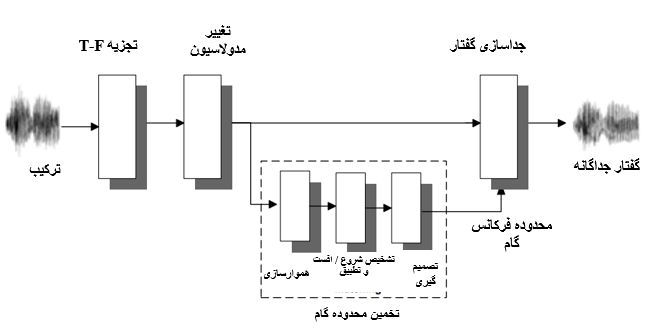 تجزیه T-F
تغییر
مدولاسیون
جداسازی گفتار
ترکیب
گفتار جداگانه
محدوده فرکانس
گام
هموارسازی
تشخیص شروع / افست
و تطبیق
تصمیم
گیری
تخمین محدوده گام